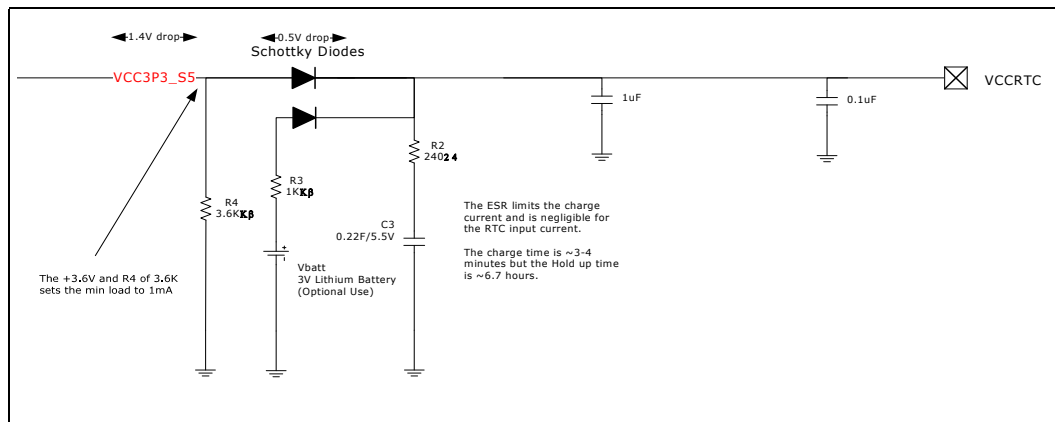 1.4V drop
0.5V drop
Schottky Diodes
VCC3P3_S5
VCCRTC
1uF
0.1uF
R2
240
R3
1K
R4
3.6K
C3
0.22F/5.5V
The ESR limits the charge
current and is negligible for
the RTC input current.
The charge time is ~3-4
minutes but the Hold up time
is ~6.7 hours.
+
-
Vbatt
3V Lithium Battery
(Optional Use)
The +3.6V and R4 of 3.6K
sets the min load to 1mA